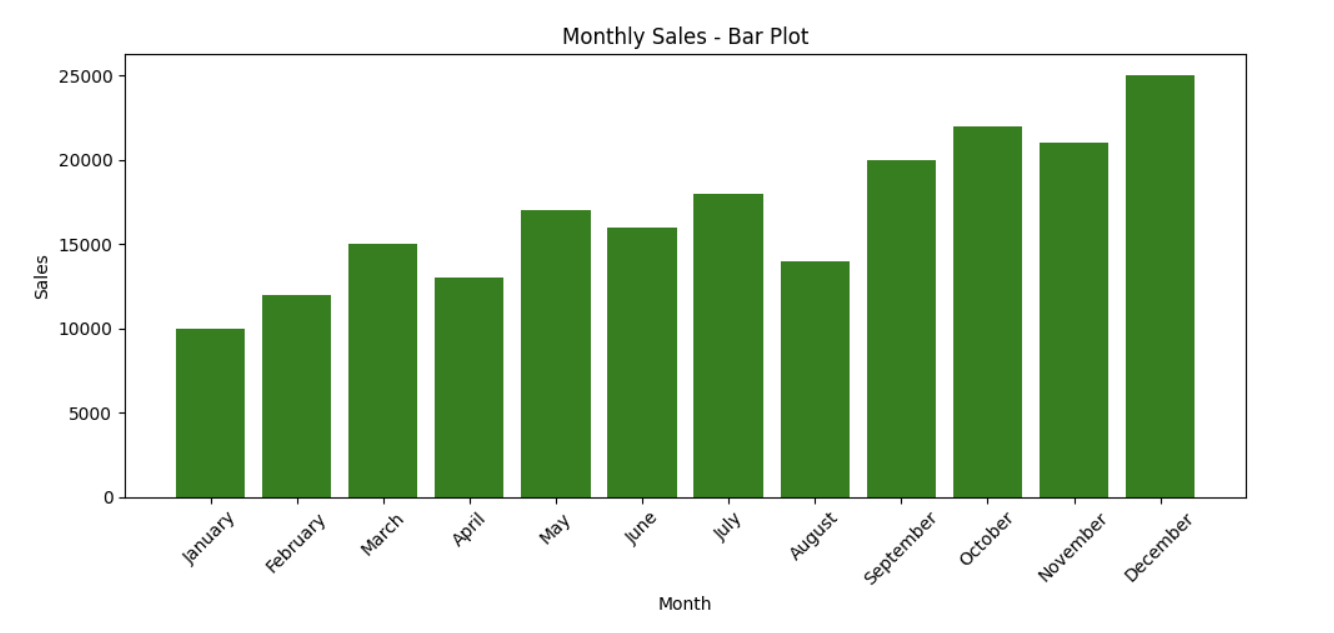 Monthly Sales - Bar Plot
25000
20000
15000
10000
5000
0
Sales
January
February
March
April
May
June
July
August
September
October
November
December
Month